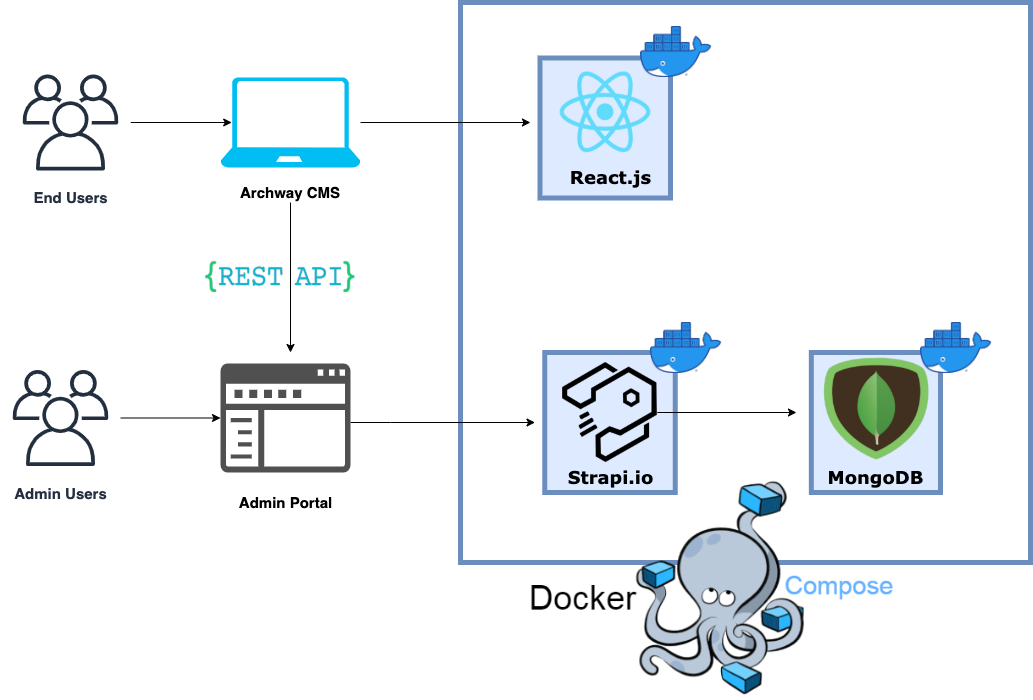 React.js
End Users
Archway CMS
{REST API}
Strapi.io
MongoDB
Admin Users
Admin Portal
Docker
Compose